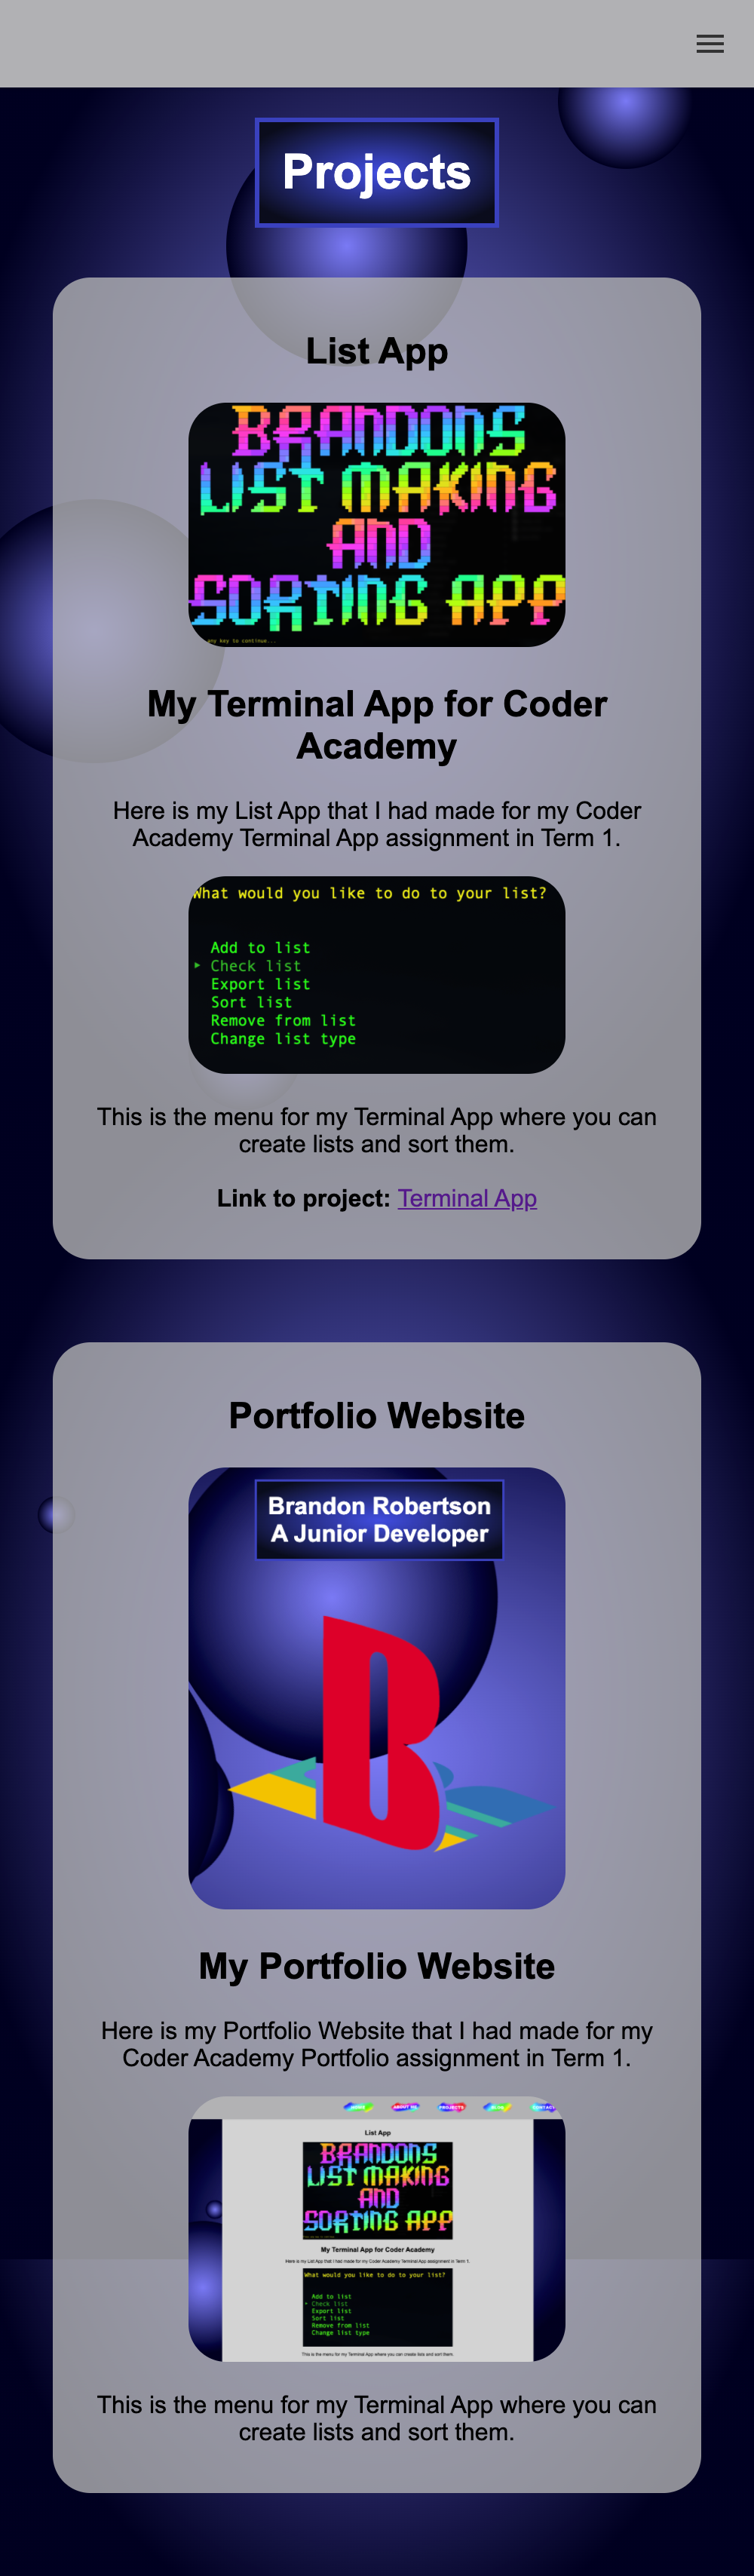 Projects
List App
BRANDONS
LIST MAKING
AND
SORTING APP
any key to continue...
My Terminal App for Coder
Academy
Here is my List App that I had made for my Coder
Academy Terminal App assignment in Term 1.
What would you like to do to your list?
Add to list
‣ Check list
Export list
Sort list
Remove from list
Change list type
This is the menu for my Terminal App where you can
create lists and sort them.
Link to project: Terminal App
Portfolio Website
Brandon Robertson
A Junior Developer
B
My Portfolio Website
Here is my Portfolio Website that I had made for my
Coder Academy Portfolio assignment in Term 1.
ABOUT ME PROJECTS BLOG CONTACT
List App
BRANDONS
LIST MAKING
AND
SORTING APP
My Terminal App for Coder Academy
Here is my List App that I had made for my Coder Academy Terminal App assignment in Term 1.
What would you like to do to your list?
Add to list
‣ Check list
Export list
Sort list
Remove from list
Change list type
This is the menu for my Terminal App where you can create lists and sort them.
This is the menu for my Terminal App where you can
create lists and sort them.